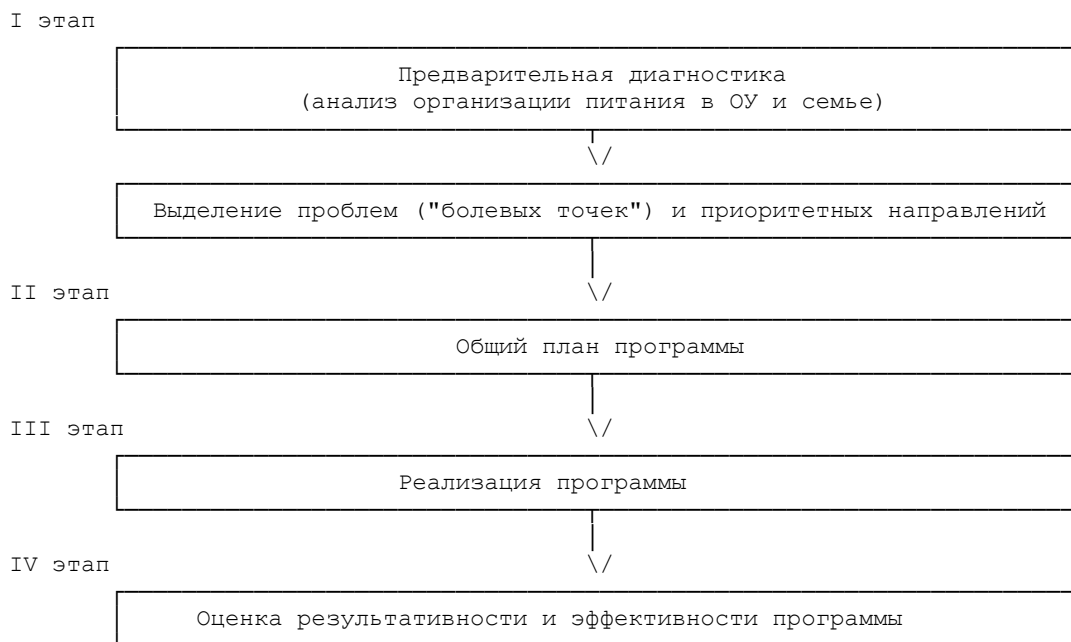 I этап
Предварительная диагностика
(анализ организации питания в ОУ и семье)
\/
Выделение проблем ("болевых точек") и приоритетных направлений
II этап
\/
Общий план программы
III этап
\/
Реализация программы
IV этап
\/
Оценка результативности и эффективности программы